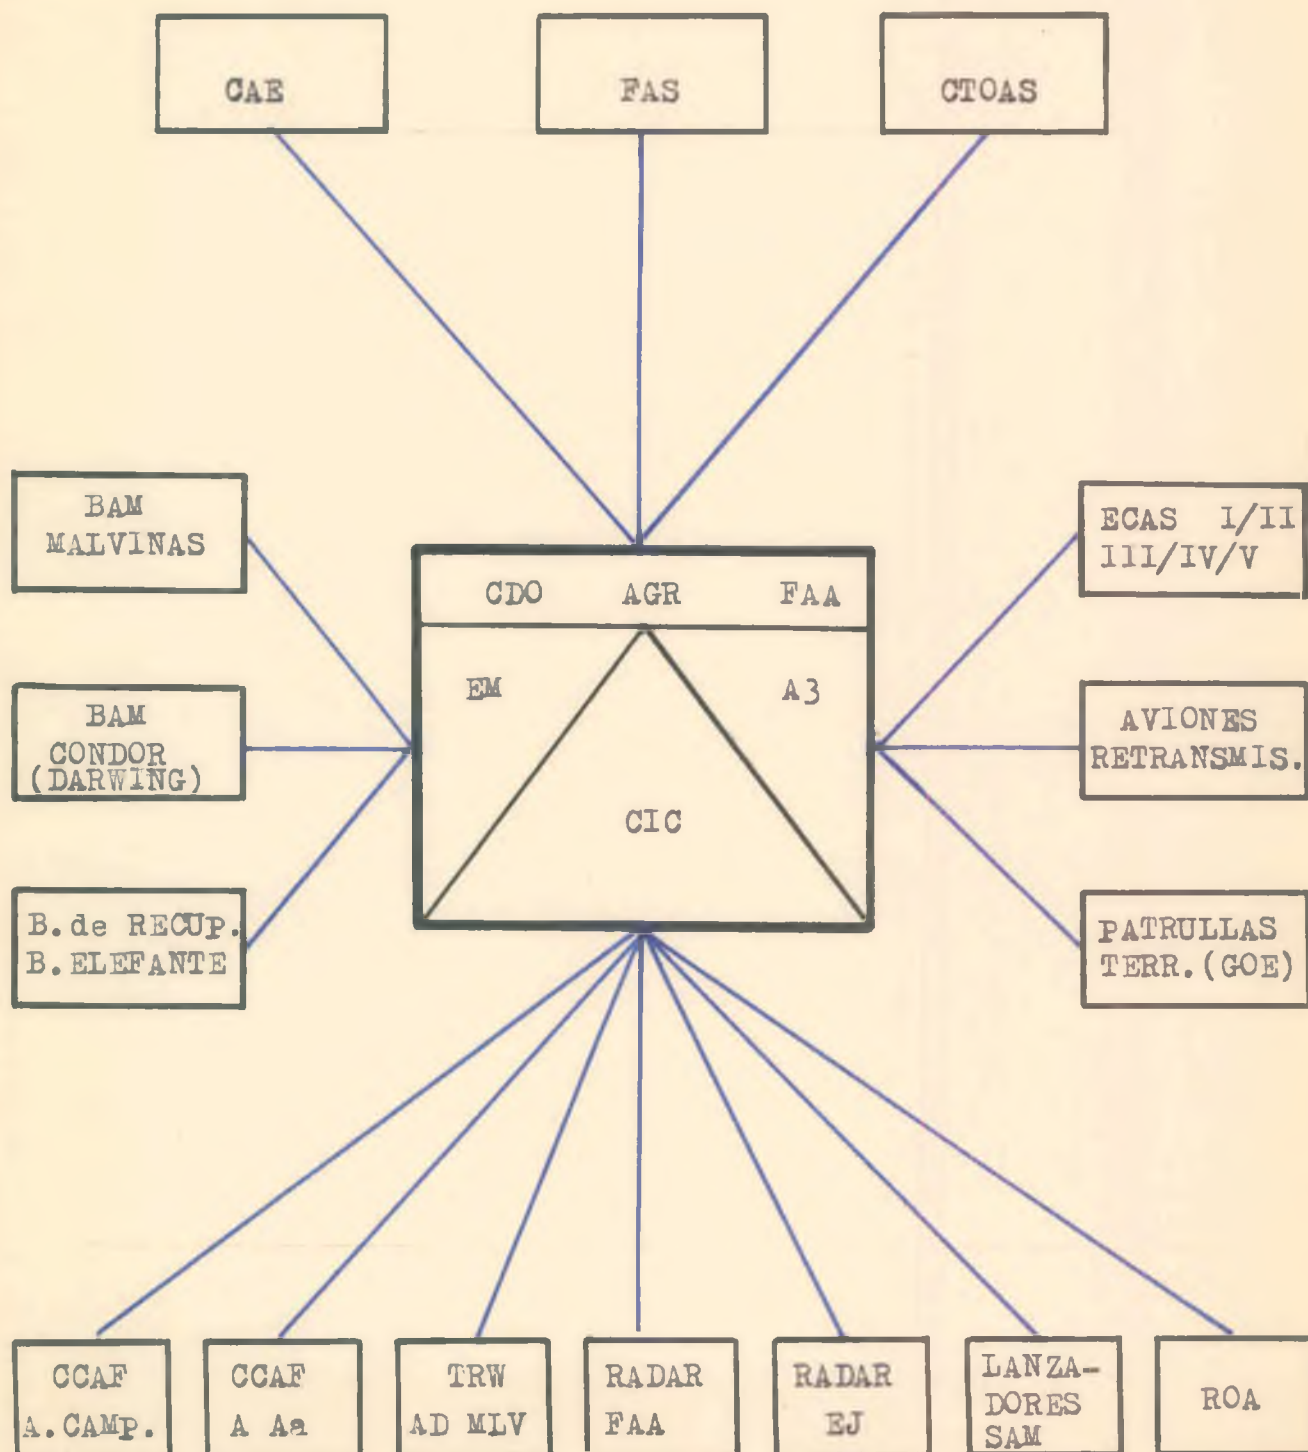 CAE
FAS
CTOAS
BAM
MALVINAS
BAM
CONDOR
(DARWING)
B. de RECUP.
B. ELEFANTE
CDO AGR FAA
EM A3
CIC
ECAS I/II
III/IV/V
AVIONES
RETRANSMIS.
PATRULLAS
TERR. (GOE)
CCAF
A. CAMP.
CCAF
A Aa
TRW
AD MLV
RADAR
FAA
RADAR
EJ
LANZA-
DORES
SAM
ROA